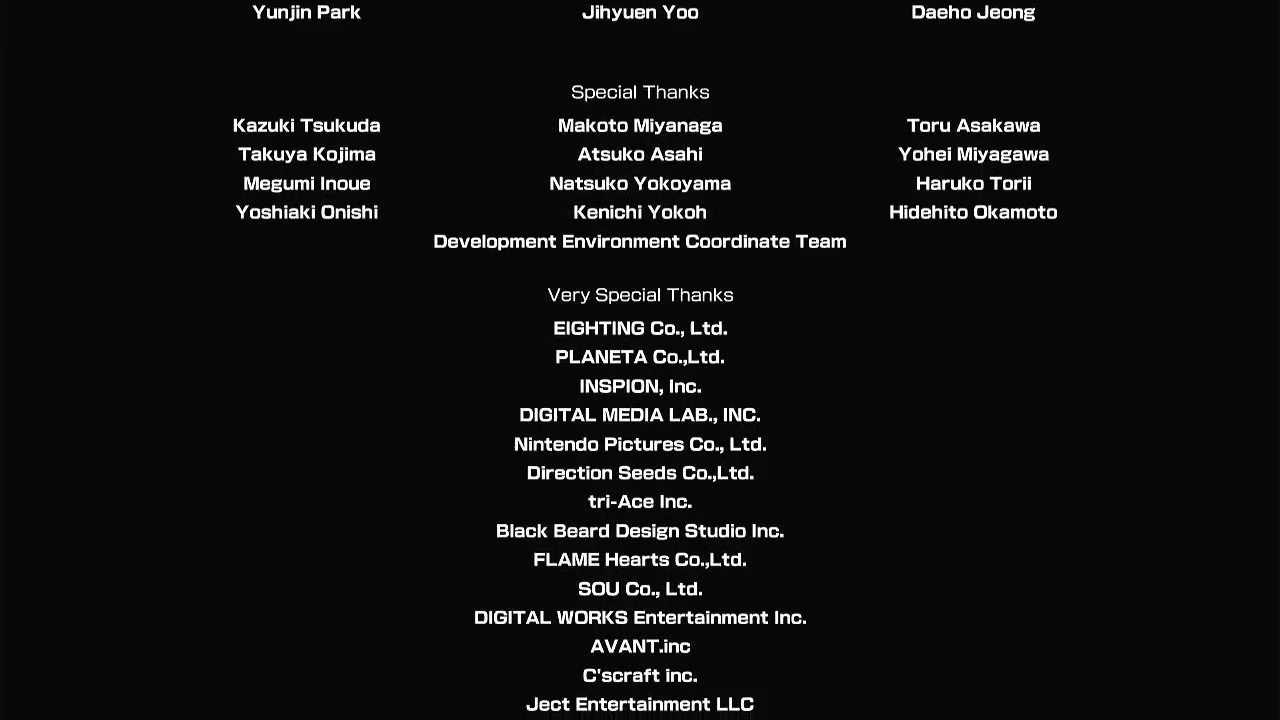 Yunjin Park Jihyuen Yoo Daeho Jeong
Special Thanks
Kazuki Tsukuda Makoto Miyanaga Toru Asakawa
Takuya Kojima Atsuko Asahi Yohei Miyagawa
Megumi Inoue Natsuko Yokoyama Haruko Torii
Yoshiaki Onishi Kenichi Yokoh Hidehito Okamoto
Development Environment Coordinate Team
Very Special Thanks
EIGHTING Co., Ltd.
PLANETA Co.,Ltd.
INSPION, Inc.
DIGITAL MEDIA LAB., INC.
Nintendo Pictures Co., Ltd.
Direction Seeds Co.,Ltd.
tri-Ace Inc.
Black Beard Design Studio Inc.
FLAME Hearts Co.,Ltd.
SOU Co., Ltd.
DIGITAL WORKS Entertainment Inc.
AVANT.inc
C'scraft inc.
Ject Entertainment LLC